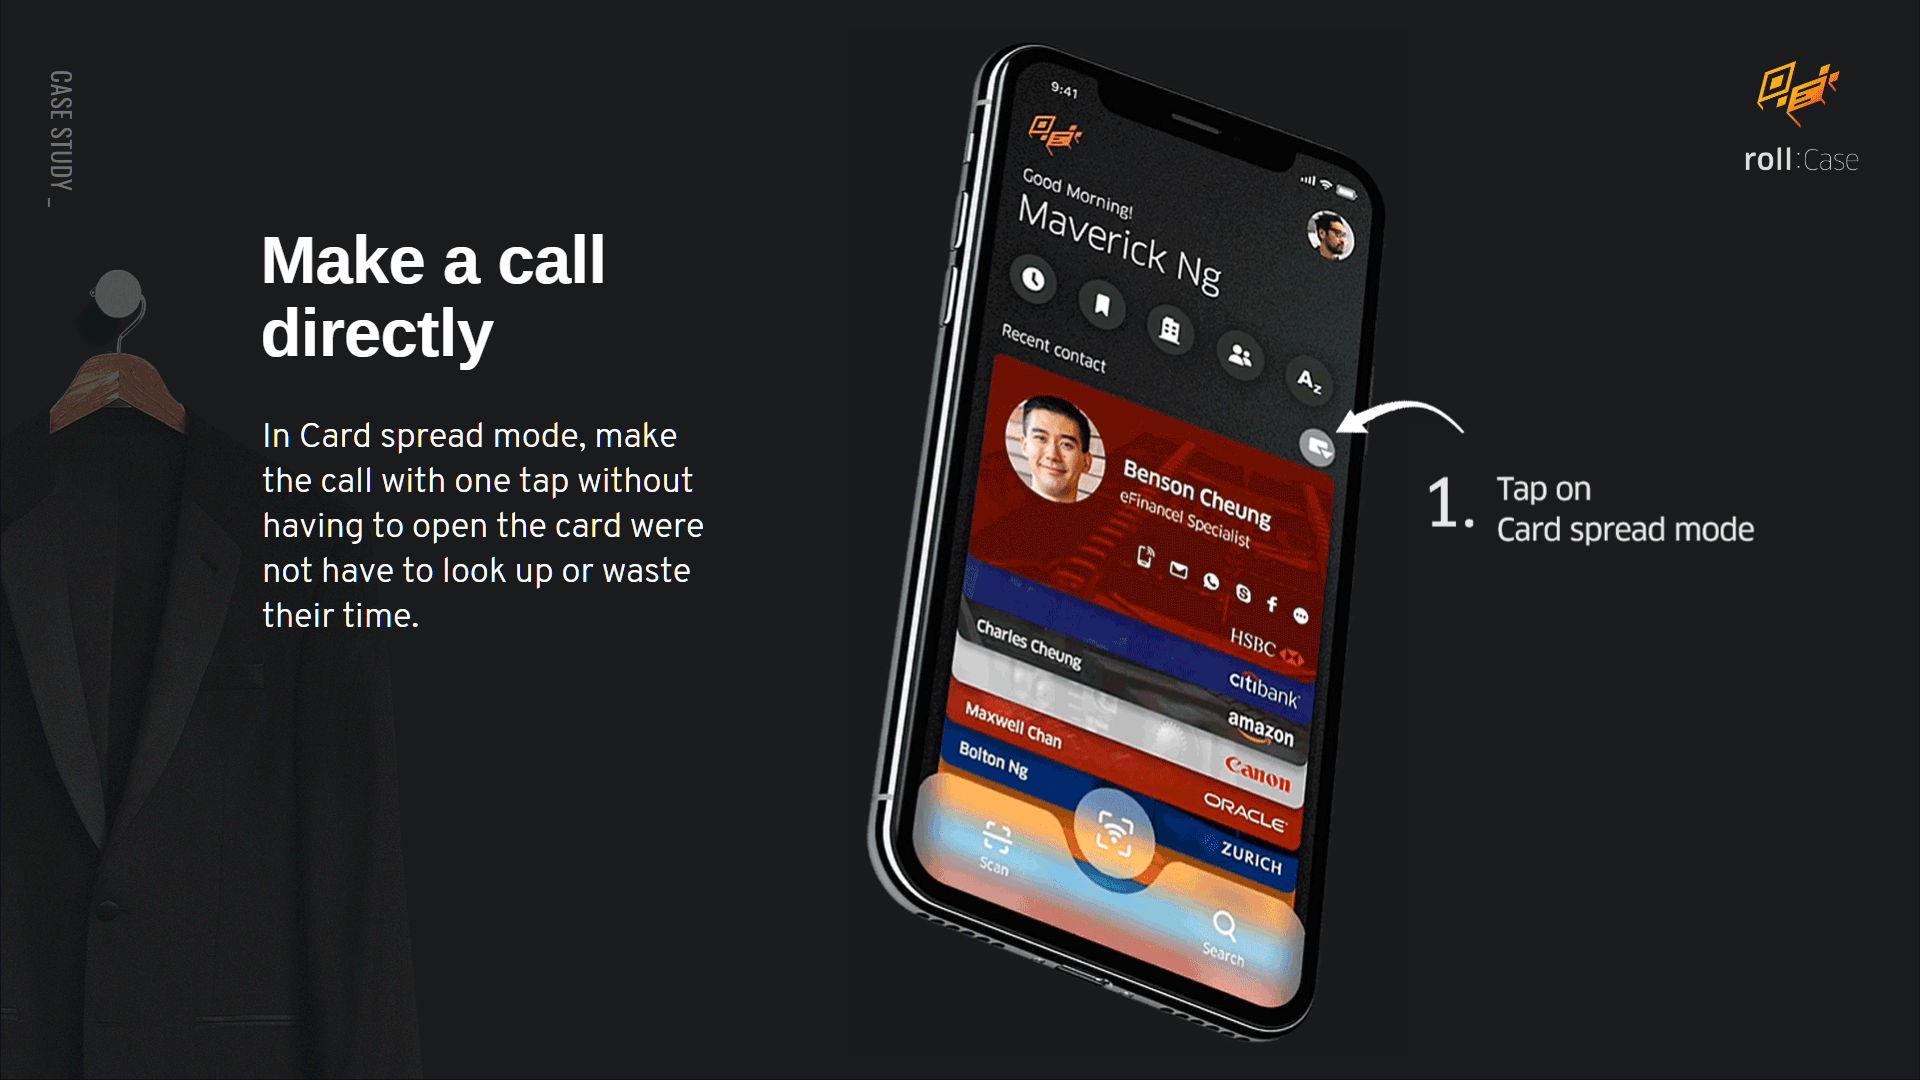 CASE STUDY _
Make a call
directly
In Card spread mode, make
the call with one tap without
having to open the card were
not have to look up or waste
their time.
9:41
Good Morning!
Maverick Ng
Az
Recent contact
Benson Cheung
eFinancel Specialist
HSBC
citibank
Charles Cheung
amazon
Canon
Maxwell Chan
ORACLE
Bolton Ng
ZURICH
Scan
Search
1. Tap on
Card spread mode
roll:Case